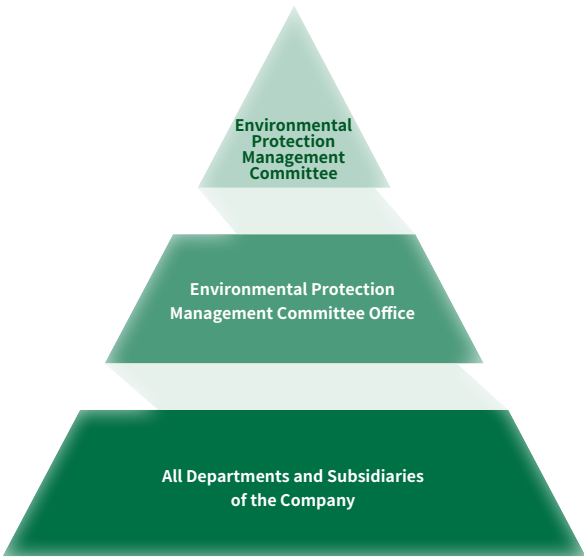 Environmental
Protection
Management
Committee
Environmental Protection
Management Committee Office
All Departments and Subsidiaries
of the Company